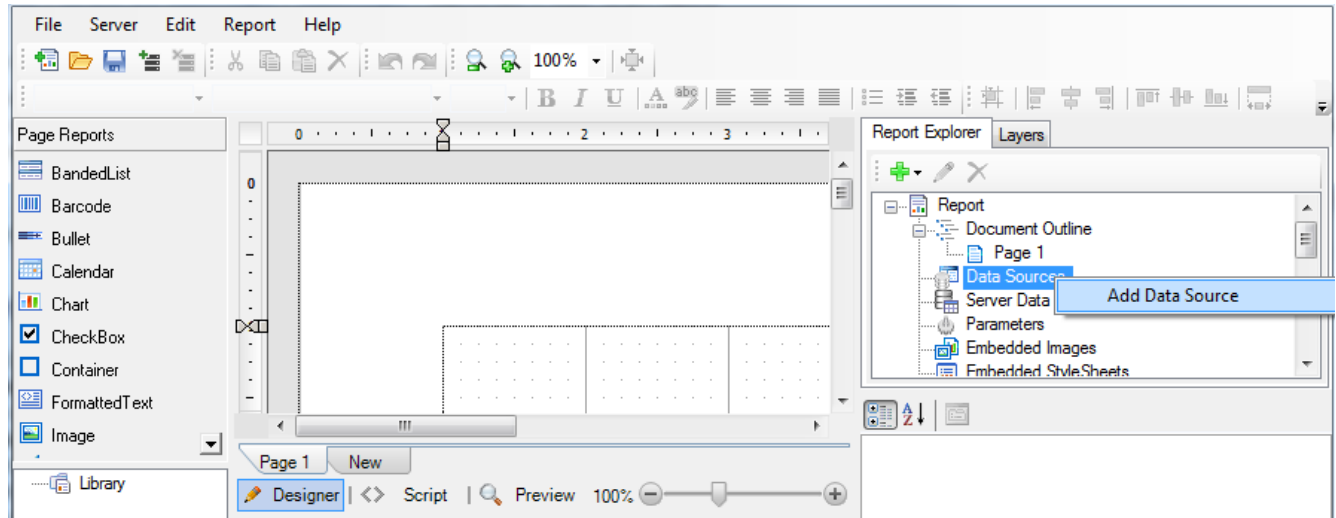 File Server Edit Report Help
100%
B I U A abc
Page Reports
0 1 2 3
Report Explorer Layers
BandedList
0
Barcode
Report
Bullet
Document Outline
Page 1
Calendar
Data Sources
Add Data Source
Chart
Server Data
CheckBox
Parameters
Embedded Images
Container
Embedded StyleSheets
FormattedText
A Z
Image
Page 1 New
Library
Designer Script Preview 100%